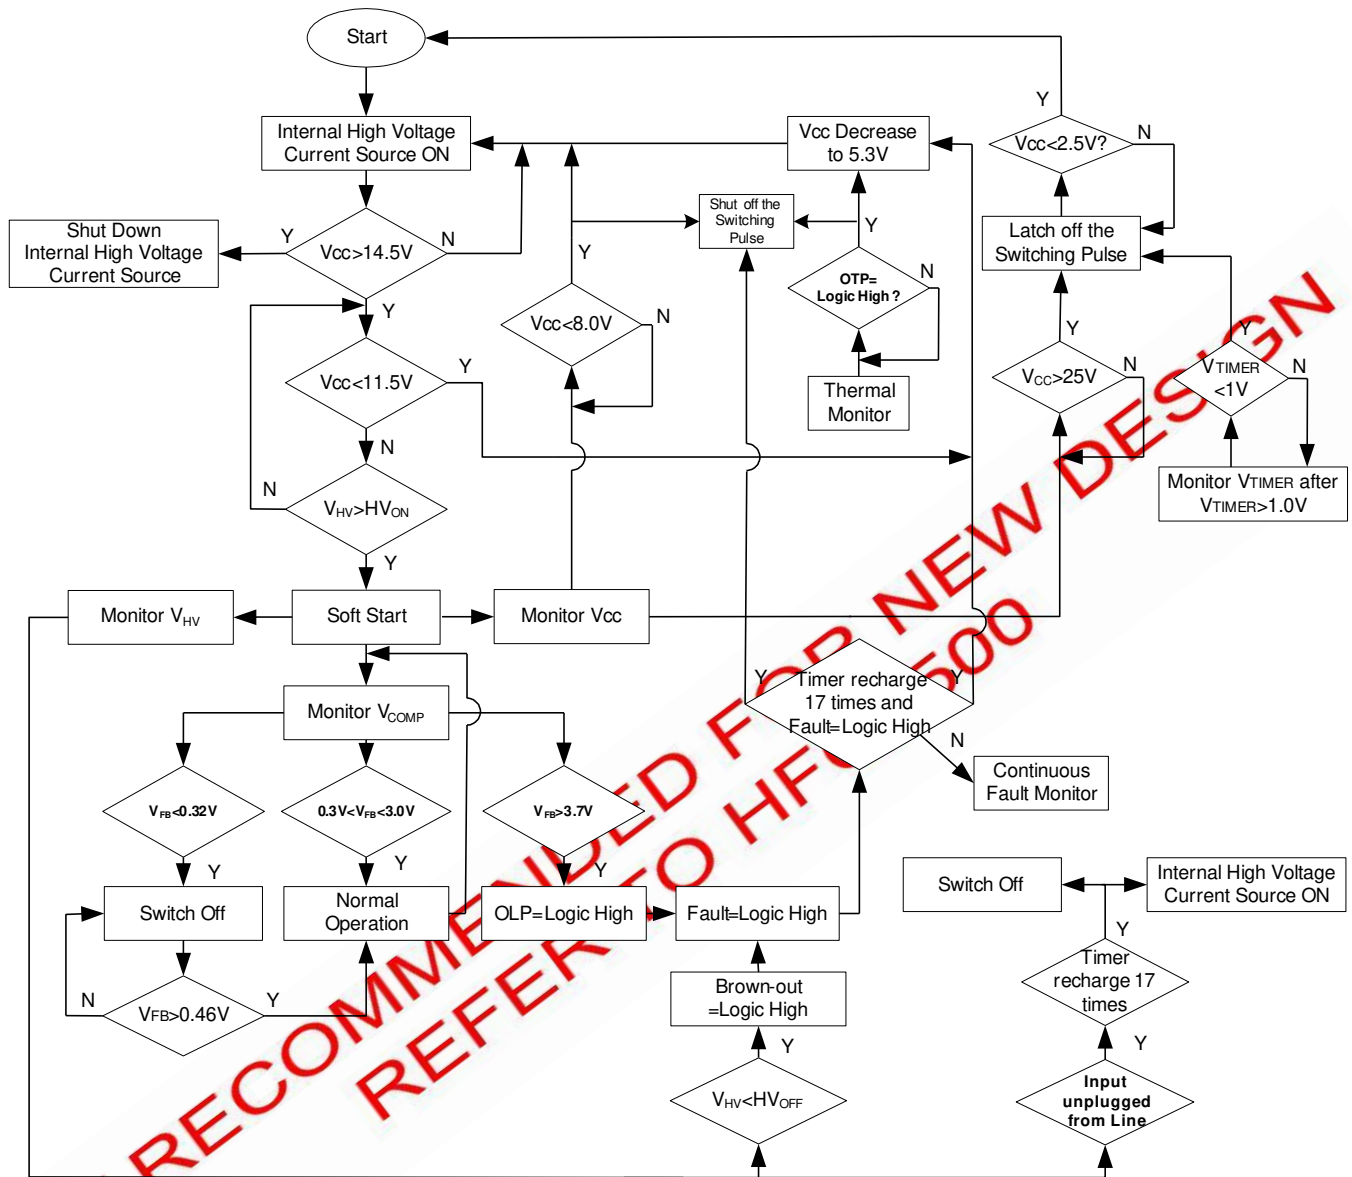 Start
Internal High Voltage
Current Source ON
Vcc Decrease
to 5.3V
Y
Vcc<2.5V?
N
Shut Down
Internal High Voltage
Current Source
Y
Vcc>14.5V
N
Y
Shut off the
Switching
Pulse
Y
Latch off the
Switching Pulse
Y
Y
Vcc<8.0V
N
OTP=
Logic High ?
N
Thermal
Monitor
Vcc<11.5V
Y
N
Y
VCC>25V
N
Y
VTIMER
<1V
N
Monitor VTIMER after
VTIMER>1.0V
N
VHV>HVON
Y
Monitor VHV
Soft Start
Monitor Vcc
Monitor VCOMP
Y
Timer recharge
17 times and
Fault=Logic High
Y
N
Continuous
Fault Monitor
VFB<0.32V
0.3V<VFB<3.0V
VFB>3.7V
Y
Y
Y
Switch Off
Normal
Operation
OLP=Logic High
Fault=Logic High
Switch Off
Internal High Voltage
Current Source ON
Y
Timer
recharge 17
times
Y
N
VFB>0.46V
Y
Brown-out
=Logic High
Y
VHV<HVOFF
Input
unplugged
from Line
RECOMMENDED FOR NEW DESIGN
REFER TO HF 500